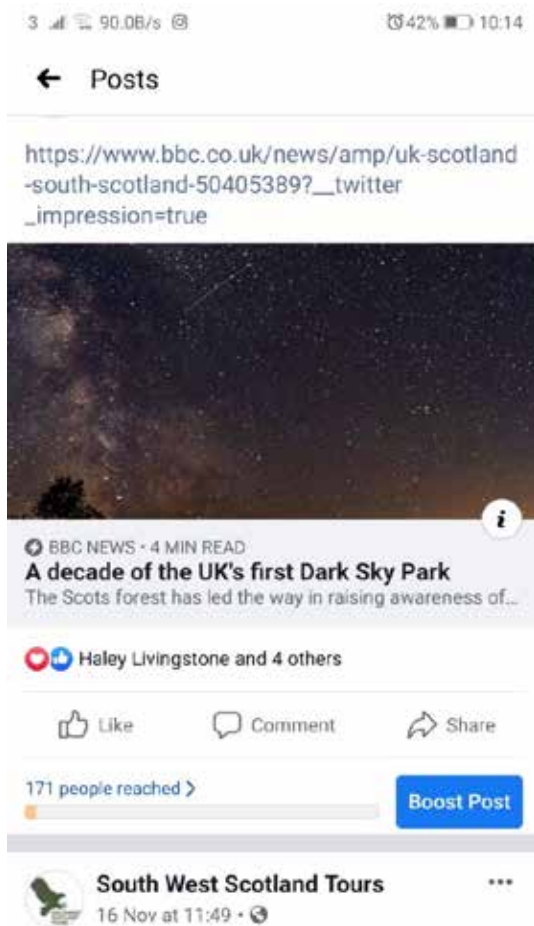 3 90.0B/s 42% 10:14
Posts
https://www.bbc.co.uk/news/amp/uk-scotland
-south-scotland-50405389?__twitter
_impression=true
i
BBC NEWS • 4 MIN READ
A decade of the UK's first Dark Sky Park
The Scots forest has led the way in raising awareness of...
Haley Livingstone and 4 others
Like Comment Share
171 people reached >
Boost Post
South West Scotland Tours
16 Nov at 11:49 •